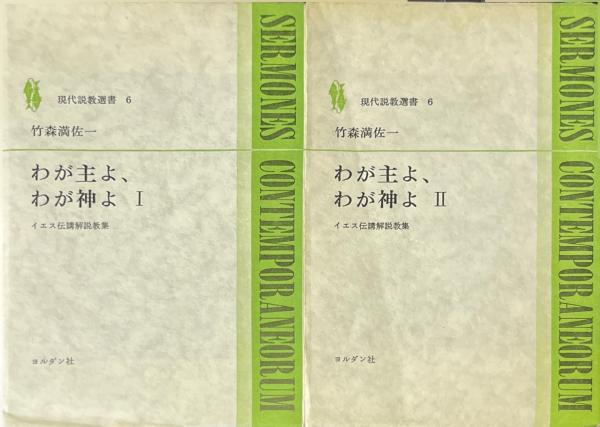 現代説教選書 6
竹森満佐一
わが主よ、
わが神よ I
イエス伝講解説教集
ヨルダン社
SERMONES CONTEMPORANEORUM
現代説教選書 6
竹森満佐一
わが主よ、
わが神よ II
イエス伝講解説教集
SERMONES CONTEMPORANEORUM
ヨルダン社